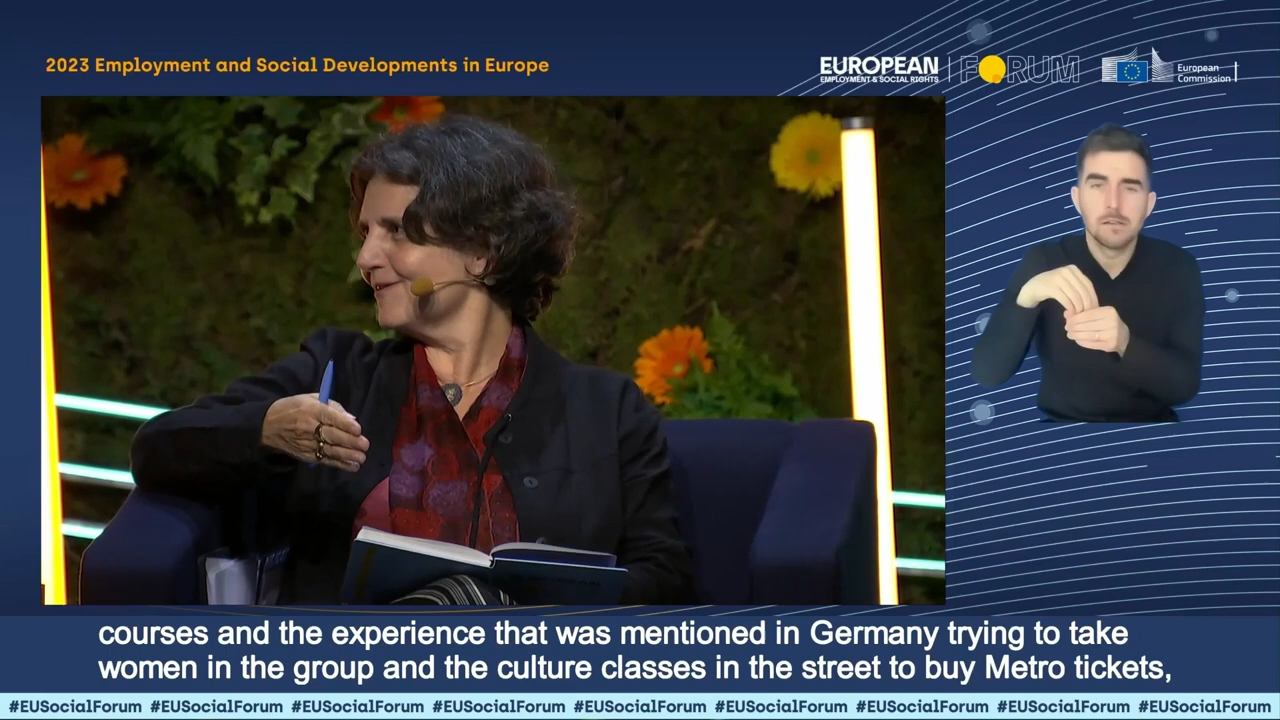 2023 Employment and Social Developments in Europe
EUROPEAN
EMPLOYMENT & SOCIAL RIGHTS
FORUM
European
Commission
courses and the experience that was mentioned in Germany trying to take
women in the group and the culture classes in the street to buy Metro tickets,
#EUSocialForum #EUSocialForum #EUSocialForum #EUSocialForum #EUSocialForum #EUSocialForum #EUSocialForum #EUSocialForum #EUSocialForum